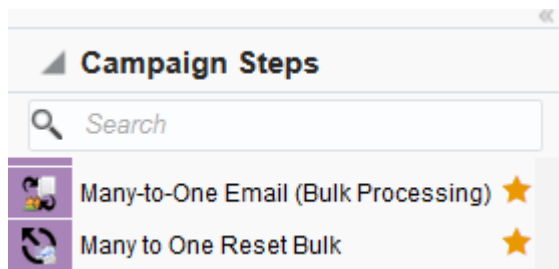 Campaign Steps
Search
Many-to-One Email (Bulk Processing)
Many to One Reset Bulk